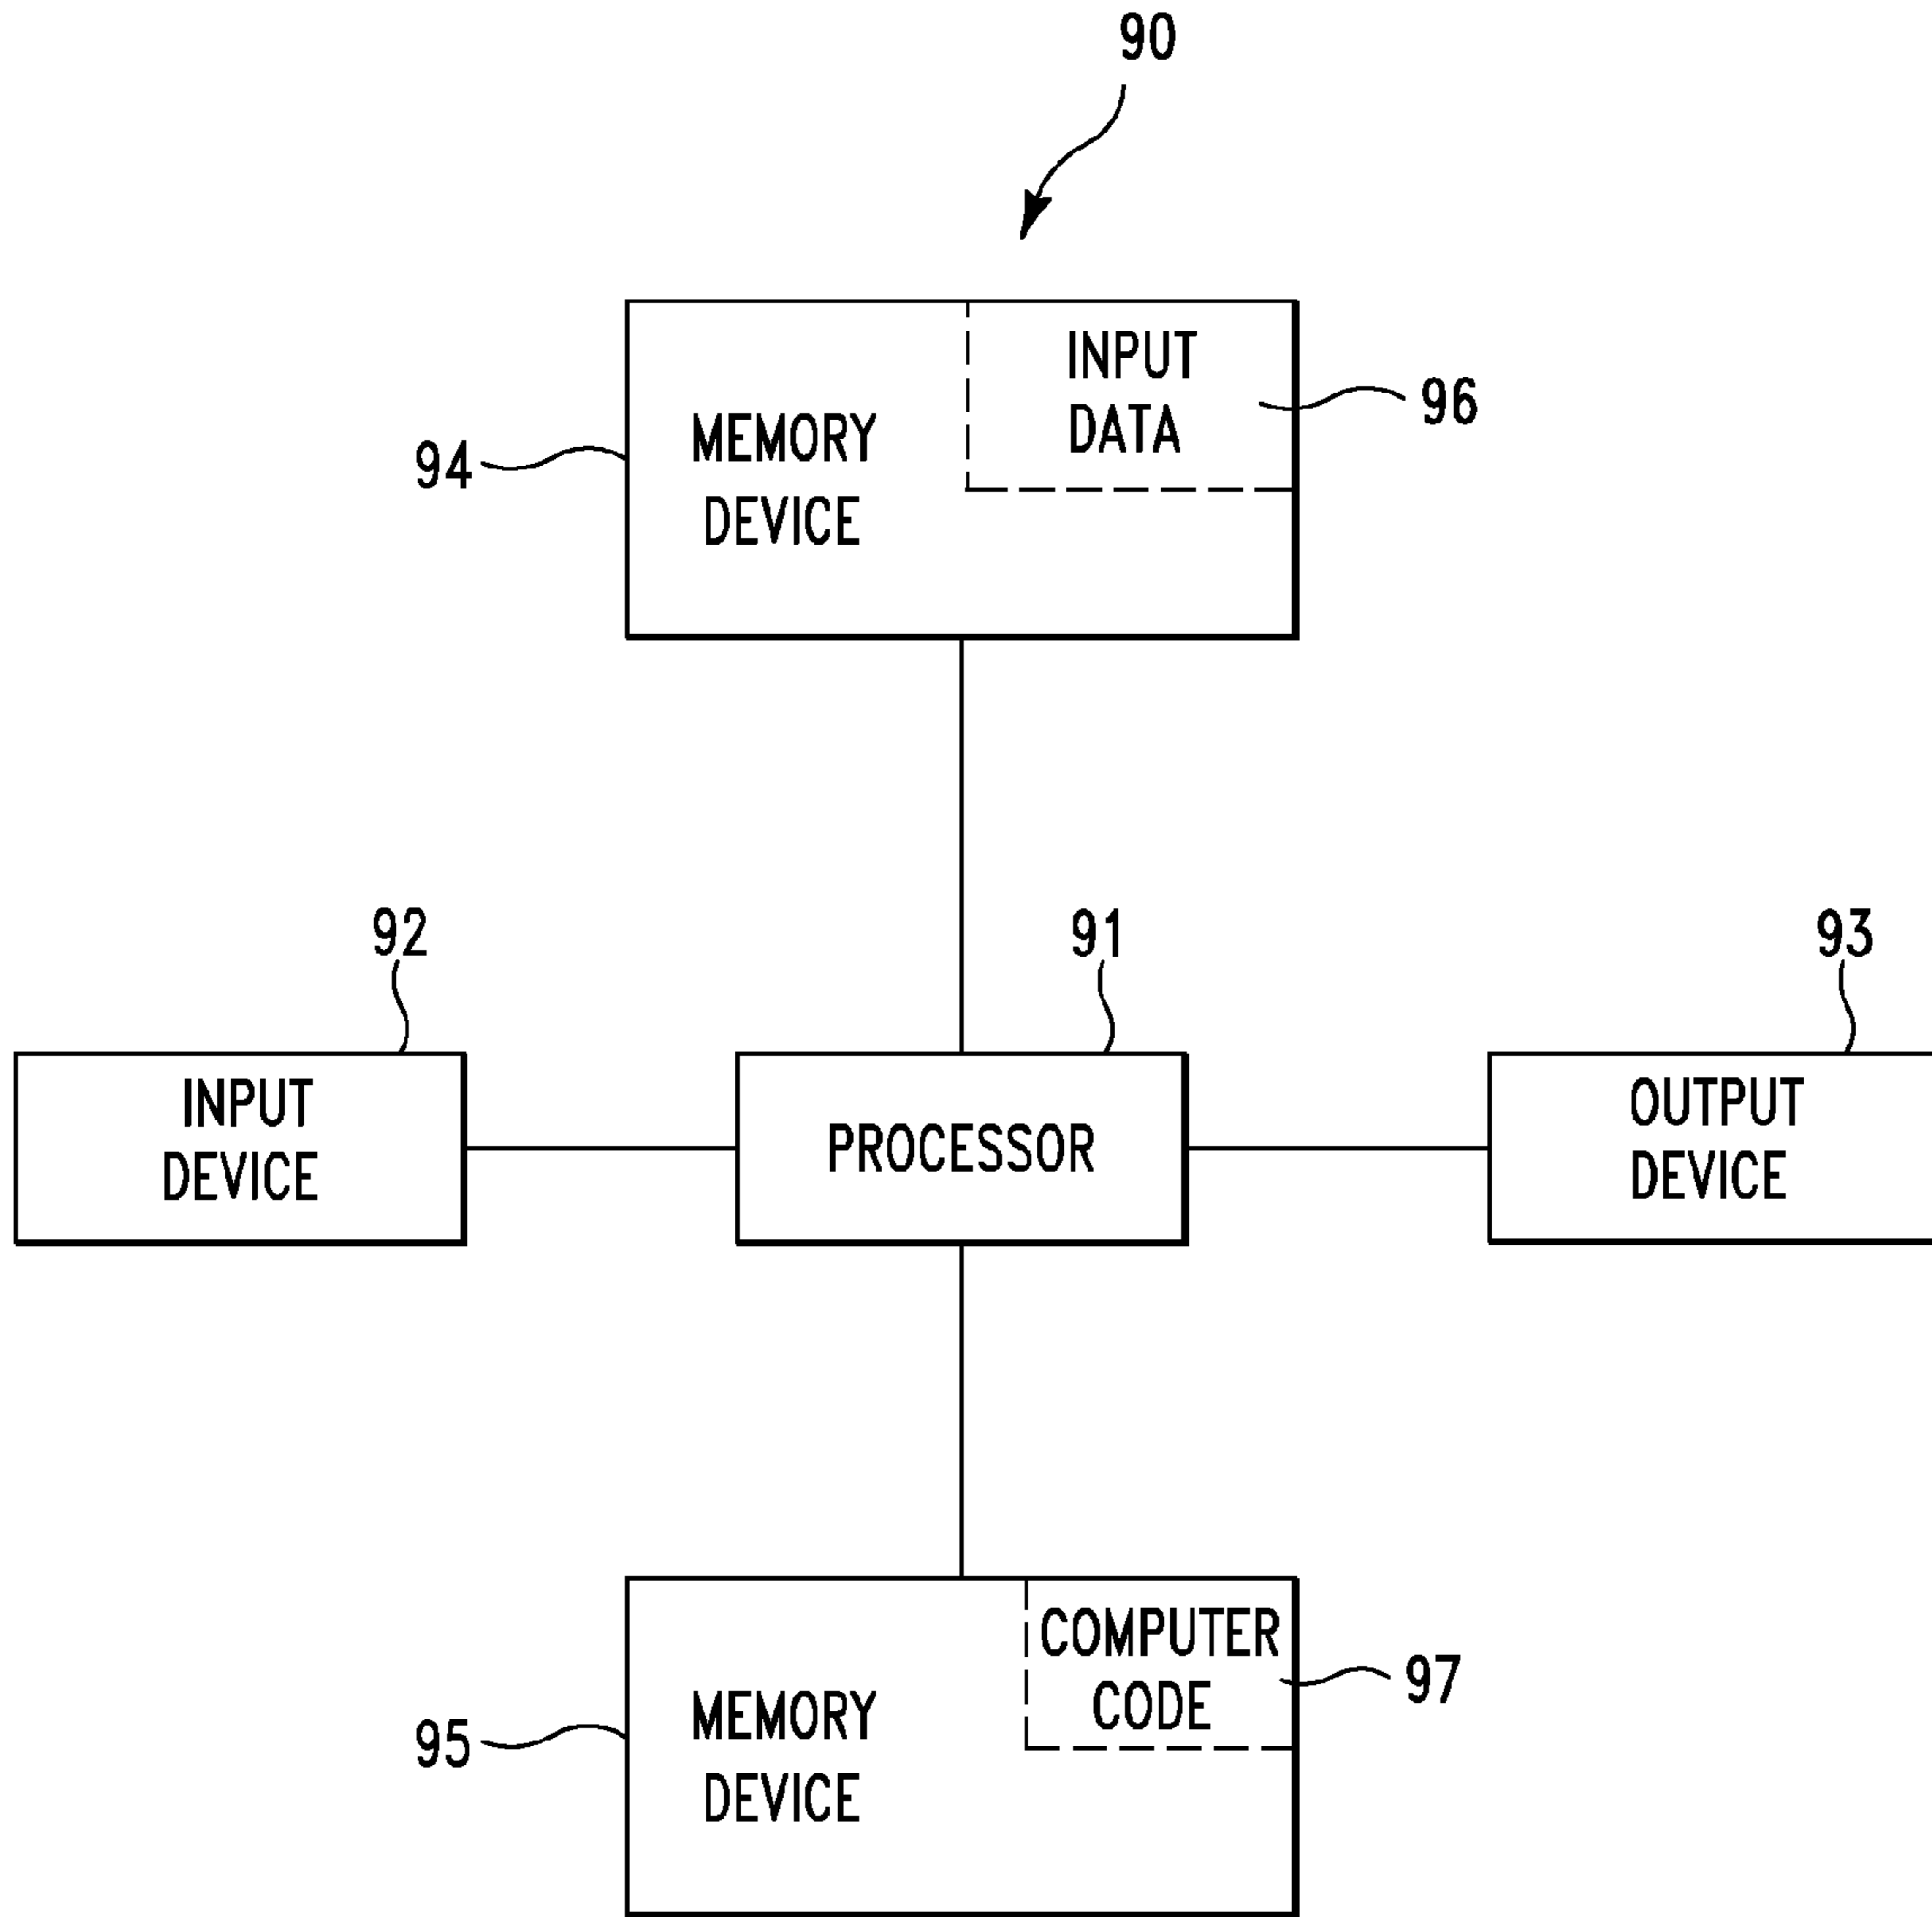 90
INPUT
DATA
96
94
MEMORY
DEVICE
92
91
93
INPUT
DEVICE
PROCESSOR
OUTPUT
DEVICE
COMPUTER
CODE
97
95
MEMORY
DEVICE